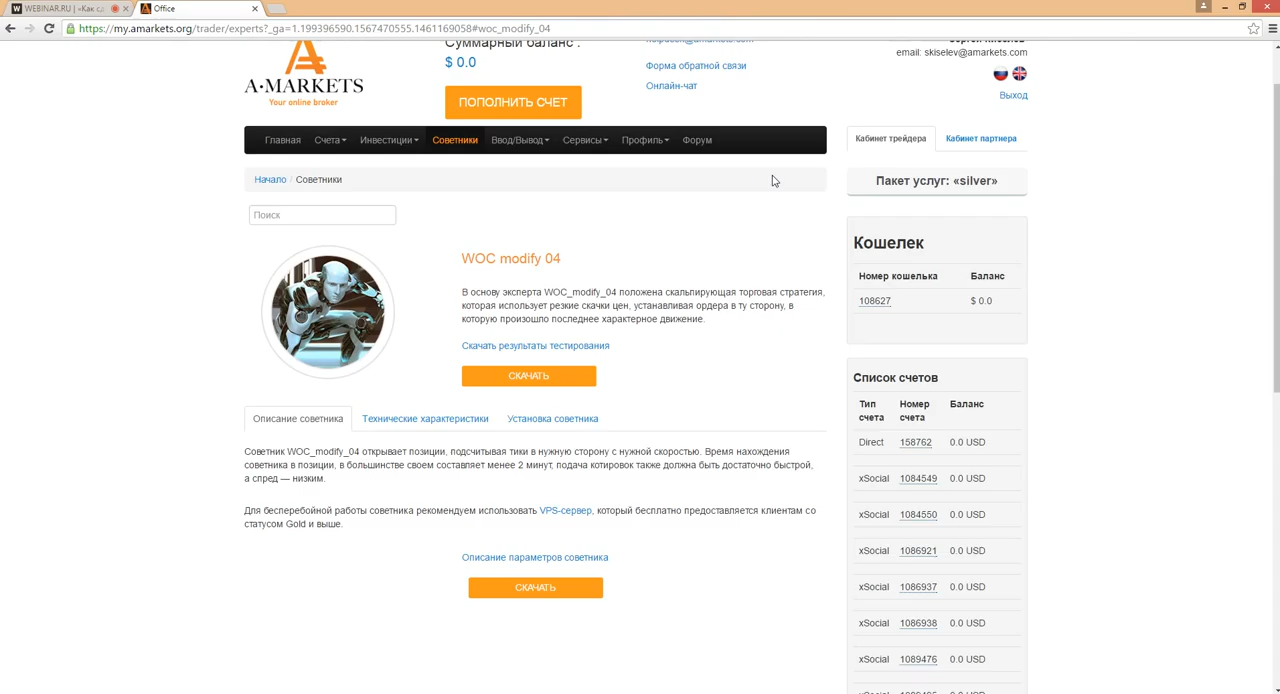 WEBINAR.RU | «Как сд
Office
https://my.amarkets.org/trader/experts?_ga=1.199396590.1567470555.1461169058#woc_modify_04
A·MARKETS
Your online broker
Суммарный баланс :
$ 0.0
ПОПОЛНИТЬ СЧЕТ
Форма обратной связи
Онлайн-чат
email: skiselev@amarkets.com
Выход
Главная Счета Инвестиции Советники Ввод/Вывод Сервисы Профиль Форум
Кабинет трейдера Кабинет партнера
Начало / Советники
Поиск
WOC modify 04
В основу эксперта WOC_modify_04 положена скальпирующая торговая стратегия,
которая использует резкие скачки цен, устанавливая ордера в ту сторону, в
которую произошло последнее характерное движение.
Скачать результаты тестирования
СКАЧАТЬ
Описание советника Технические характеристики Установка советника
Советник WOC_modify_04 открывает позиции, подсчитывая тики в нужную сторону с нужной скоростью. Время нахождения
советника в позиции, в большинстве своем составляет менее 2 минут, подача котировок также должна быть достаточно быстрой,
а спред — низким.
Для бесперебойной работы советника рекомендуем использовать VPS-сервер, который бесплатно предоставляется клиентам со
статусом Gold и выше.
Описание параметров советника
СКАЧАТЬ
Пакет услуг: «silver»
Кошелек
Номер кошелька Баланс
108627 $ 0.0
Список счетов
Тип
счета Номер
счета Баланс
Direct 158762 0.0 USD
xSocial 1084549 0.0 USD
xSocial 1084550 0.0 USD
xSocial 1086921 0.0 USD
xSocial 1086937 0.0 USD
xSocial 1086938 0.0 USD
xSocial 1089476 0.0 USD